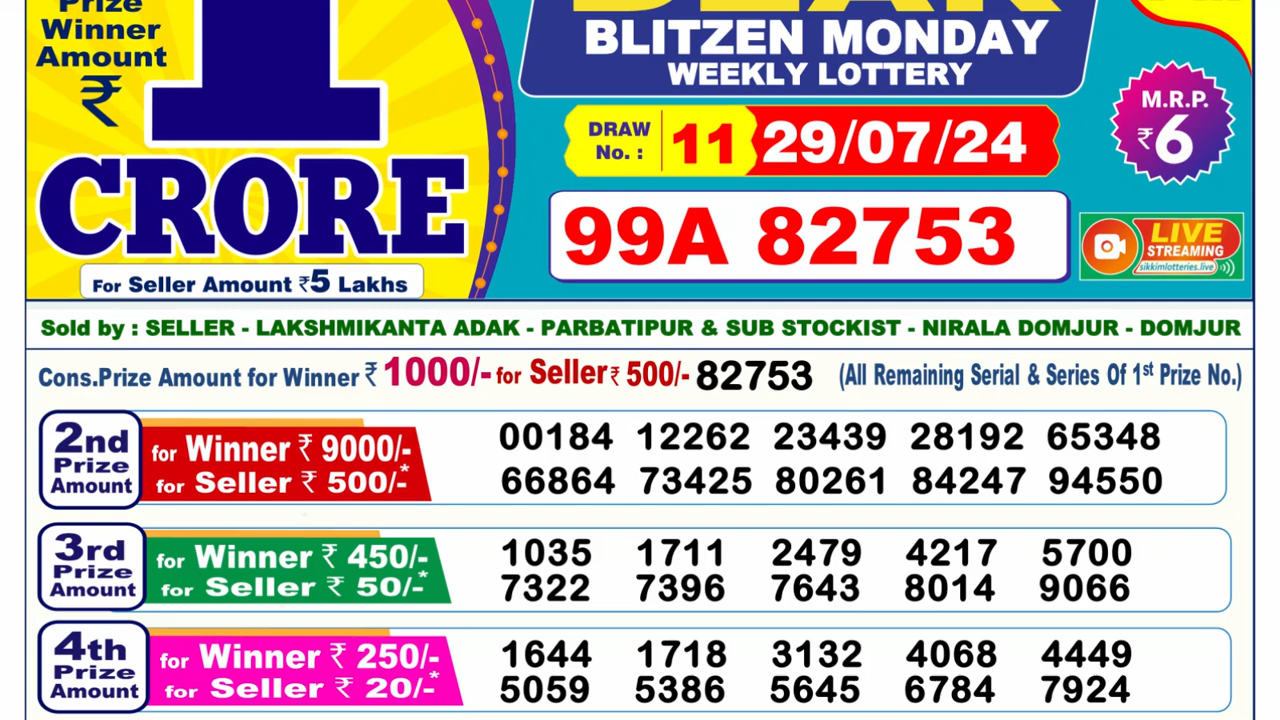 Prize
Winner
Amount
₹
1
CRORE
For Seller Amount ₹5 Lakhs
DEAR
BLITZEN MONDAY
WEEKLY LOTTERY
DRAW No. : 11 29/07/24
M.R.P.
₹6
99A 82753
LIVE
STREAMING
sikkimlotteries.live
Sold by : SELLER - LAKSHMIKANTA ADAK - PARBATIPUR & SUB STOCKIST - NIRALA DOMJUR - DOMJUR
Cons.Prize Amount for Winner ₹ 1000/- for Seller ₹ 500/- 82753 (All Remaining Serial & Series Of 1st Prize No.)
2nd
Prize
Amount
for Winner ₹ 9000/-
for Seller ₹ 500/-*
00184 12262 23439 28192 65348
66864 73425 80261 84247 94550
3rd
Prize
Amount
for Winner ₹ 450/-
for Seller ₹ 50/-*
1035 1711 2479 4217 5700
7322 7396 7643 8014 9066
4th
Prize
Amount
for Winner ₹ 250/-
for Seller ₹ 20/-*
1644 1718 3132 4068 4449
5059 5386 5645 6784 7924